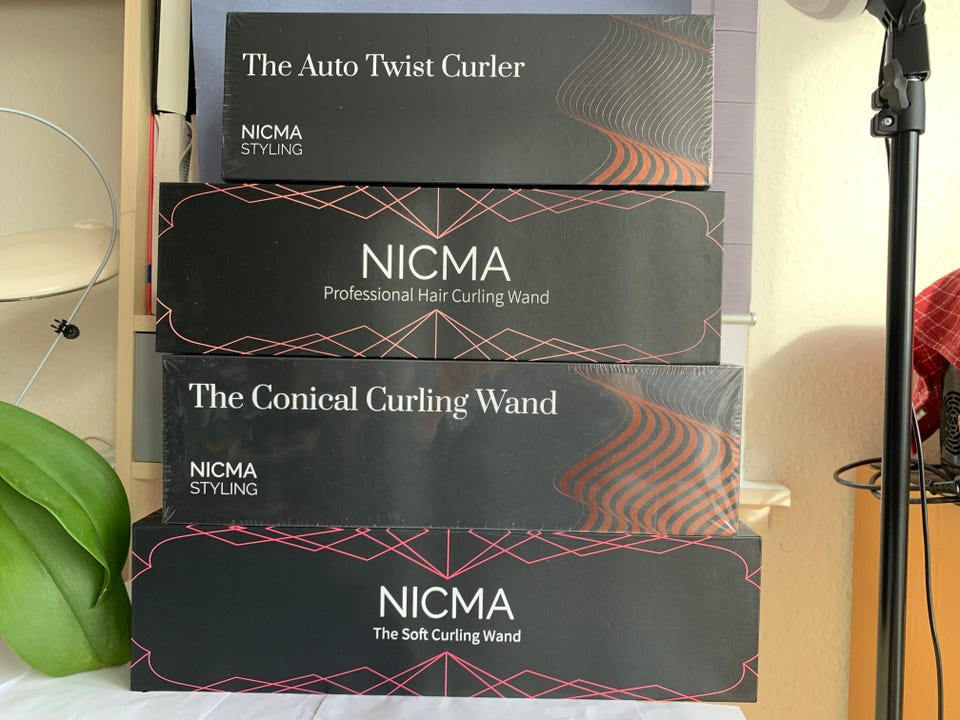 The Auto Twist Curler
NICMA
STYLING
NICMA
Professional Hair Curling Wand
The Conical Curling Wand
NICMA
STYLING
NICMA
The Soft Curling Wand